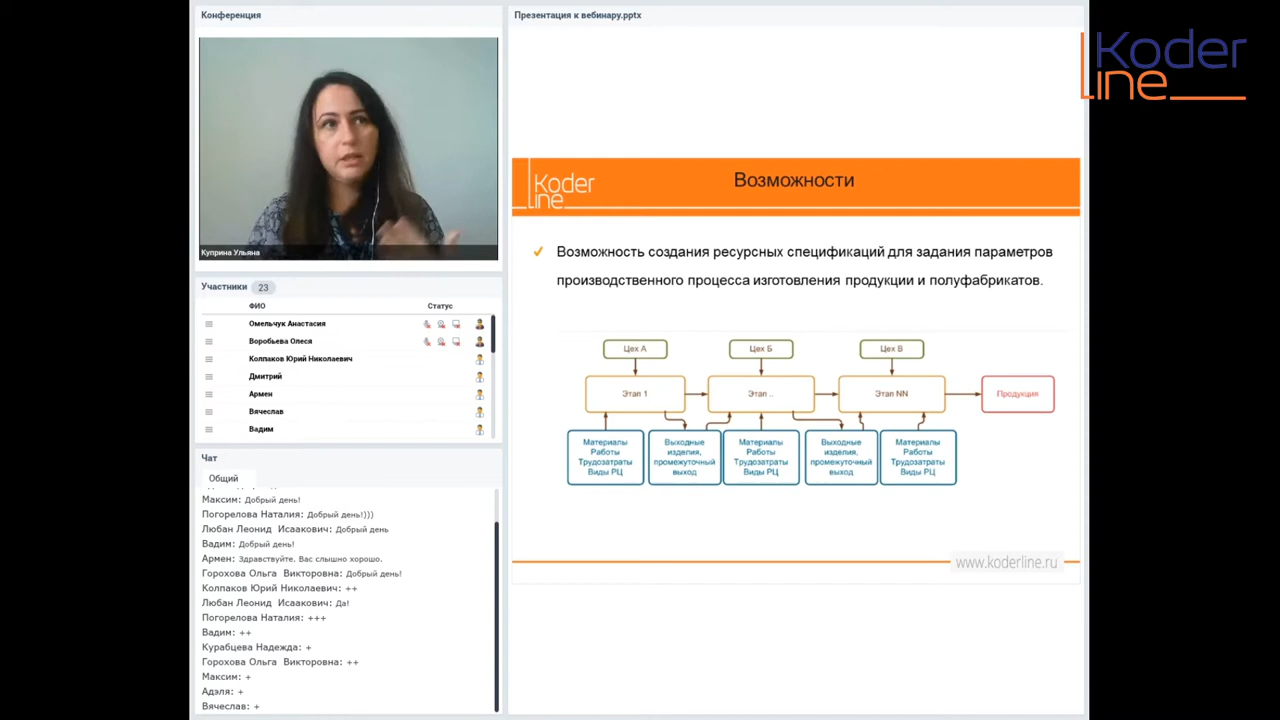 Конференция
Куприна Ульяна
Участники 23
ФИО Статус
Омельчук Анастасия
Воробьева Олеся
Колпаков Юрий Николаевич
Дмитрий
Армен
Вячеслав
Вадим
Чат
Общий
Максим: Добрый день!
Погорелова Наталия: Добрый день!)))
Любан Леонид Исаакович: Добрый день
Вадим: Добрый день!
Армен: Здравствуйте. Вас слышно хорошо.
Горохова Ольга Викторовна: Добрый день!
Колпаков Юрий Николаевич: ++
Любан Леонид Исаакович: Да!
Погорелова Наталия: +++
Вадим: ++
Курабцева Надежда: +
Горохова Ольга Викторовна: ++
Максим: +
Адэля: +
Вячеслав: +
Презентация к вебинару.pptx
Koder
line
Koder
line
Возможности
Возможность создания ресурсных спецификаций для задания параметров
производственного процесса изготовления продукции и полуфабрикатов.
Цех А
Цех Б
Цех В
Этап 1
Этап ..
Этап NN
Продукция
Материалы
Работы
Трудозатраты
Виды РЦ
Выходные
изделия,
промежуточный
выход
Материалы
Работы
Трудозатраты
Виды РЦ
Выходные
изделия,
промежуточный
выход
Материалы
Работы
Трудозатраты
Виды РЦ
www.koderline.ru